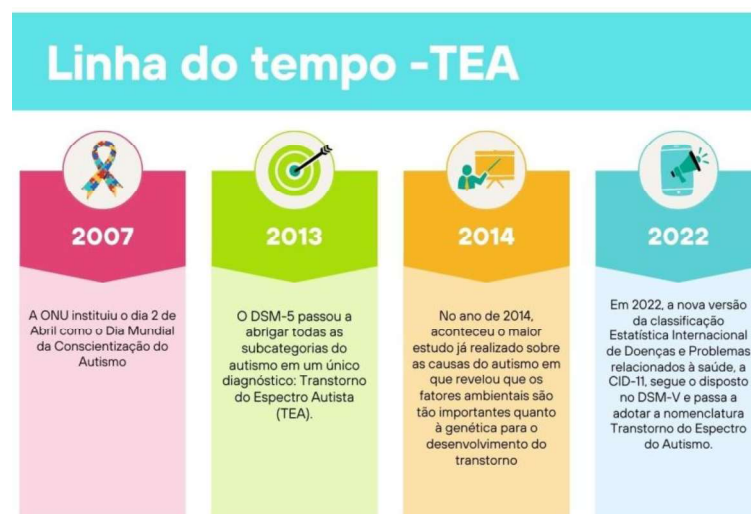 Linha do tempo -TEA
2007
A ONU instituiu o dia 2 de
Abril como o Dia Mundial
da Conscientização do
Autismo
2013
O DSM-5 passou a
abrigar todas as
subcategorias do
autismo em um único
diagnóstico: Transtorno
do Espectro Autista
(TEA).
2014
No ano de 2014,
aconteceu o maior
estudo já realizado sobre
as causas do autismo em
que revelou que os
fatores ambientais são
tão importantes quanto
à genética para o
desenvolvimento do
transtorno
2022
Em 2022, a nova versão
da classificação
Estatística Internacional
de Doenças e Problemas
relacionados à saúde, a
CID-11, segue o disposto
no DSM-V e passa a
adotar a nomenclatura
Transtorno do Espectro
do Autismo.